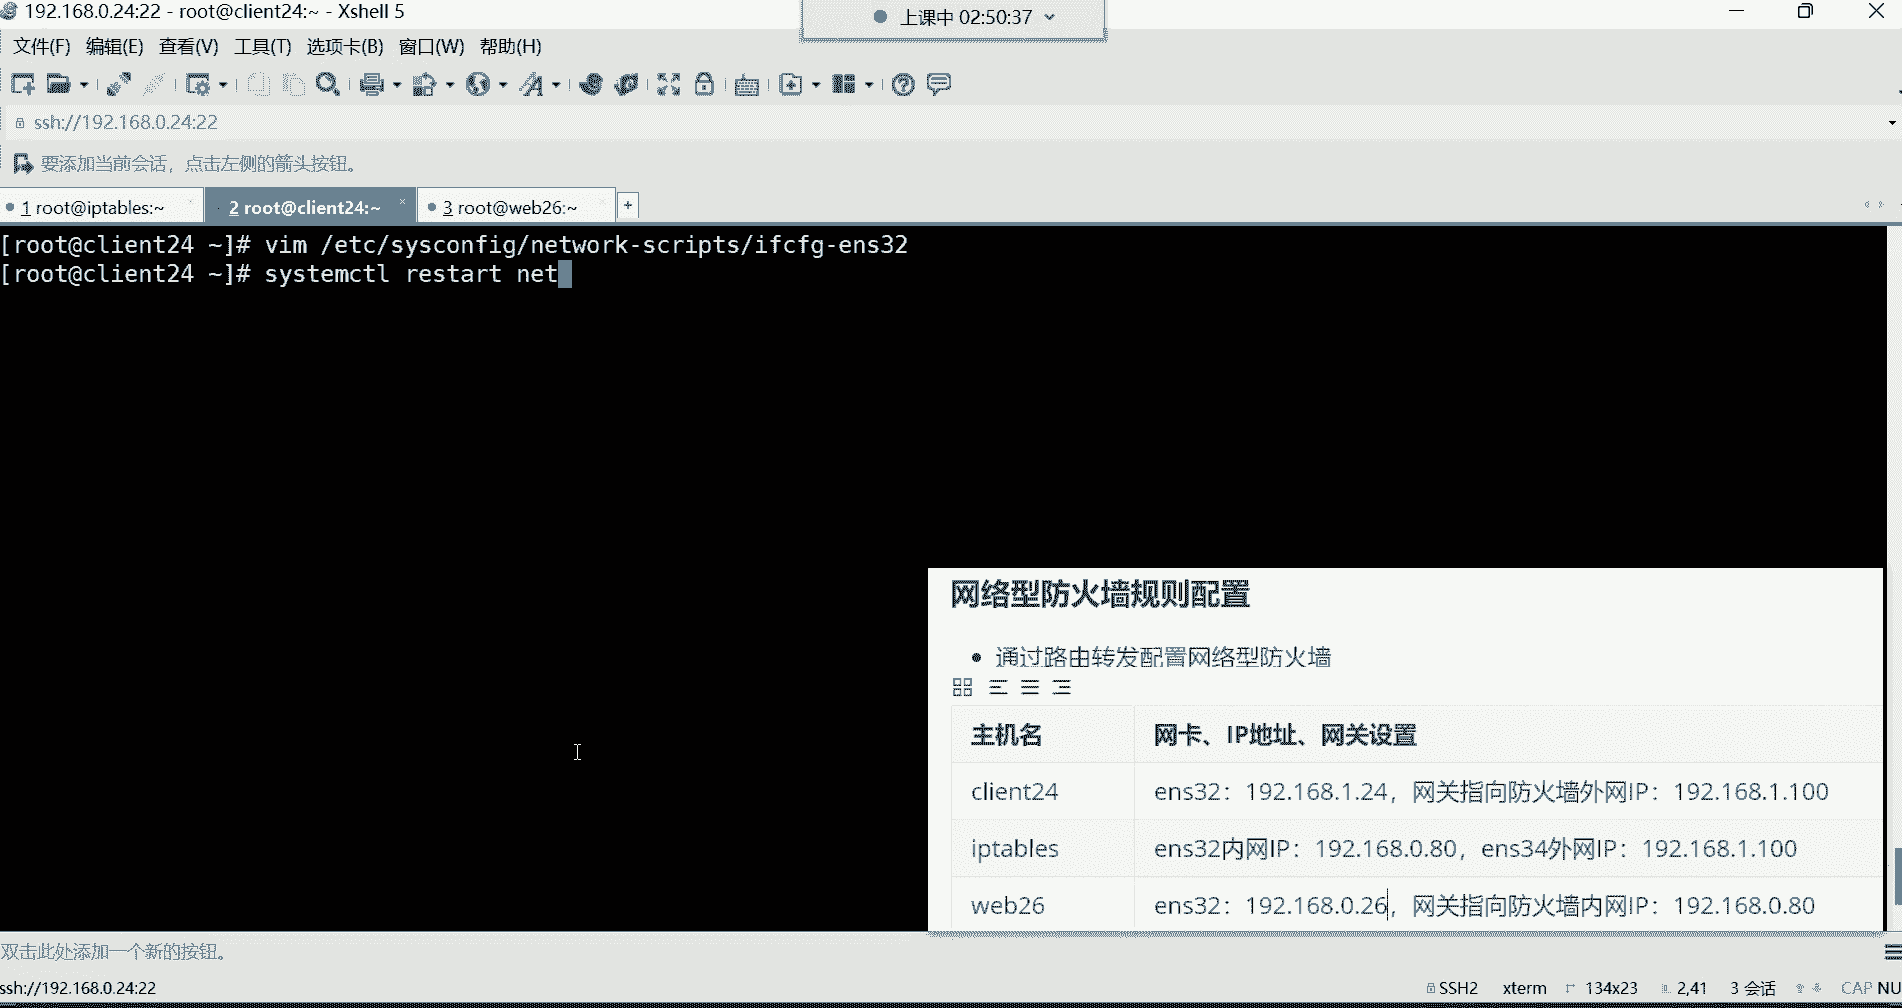 192.168.0.24:22 - root@client24:~ - Xshell 5
上课中 02:50:37
文件(F) 编辑(E) 查看(V) 工具(T) 选项卡(B) 窗口(W) 帮助(H)
ssh://192.168.0.24:22
要添加当前会话，点击左侧的箭头按钮。
1 root@iptables:~
2 root@client24:~
3 root@web26:~
[root@client24 ~]# vim /etc/sysconfig/network-scripts/ifcfg-ens32
[root@client24 ~]# systemctl restart net
网络型防火墙规则配置
通过路由转发配置网络型防火墙
主机名 网卡、IP地址、网关设置
client24 ens32：192.168.1.24，网关指向防火墙外网IP：192.168.1.100
iptables ens32内网IP：192.168.0.80，ens34外网IP：192.168.1.100
web26 ens32：192.168.0.26，网关指向防火墙内网IP：192.168.0.80
双击此处添加一个新的按钮。
ssh://192.168.0.24:22 SSH2 xterm 134x23 2,41 3 会话 CAP NU